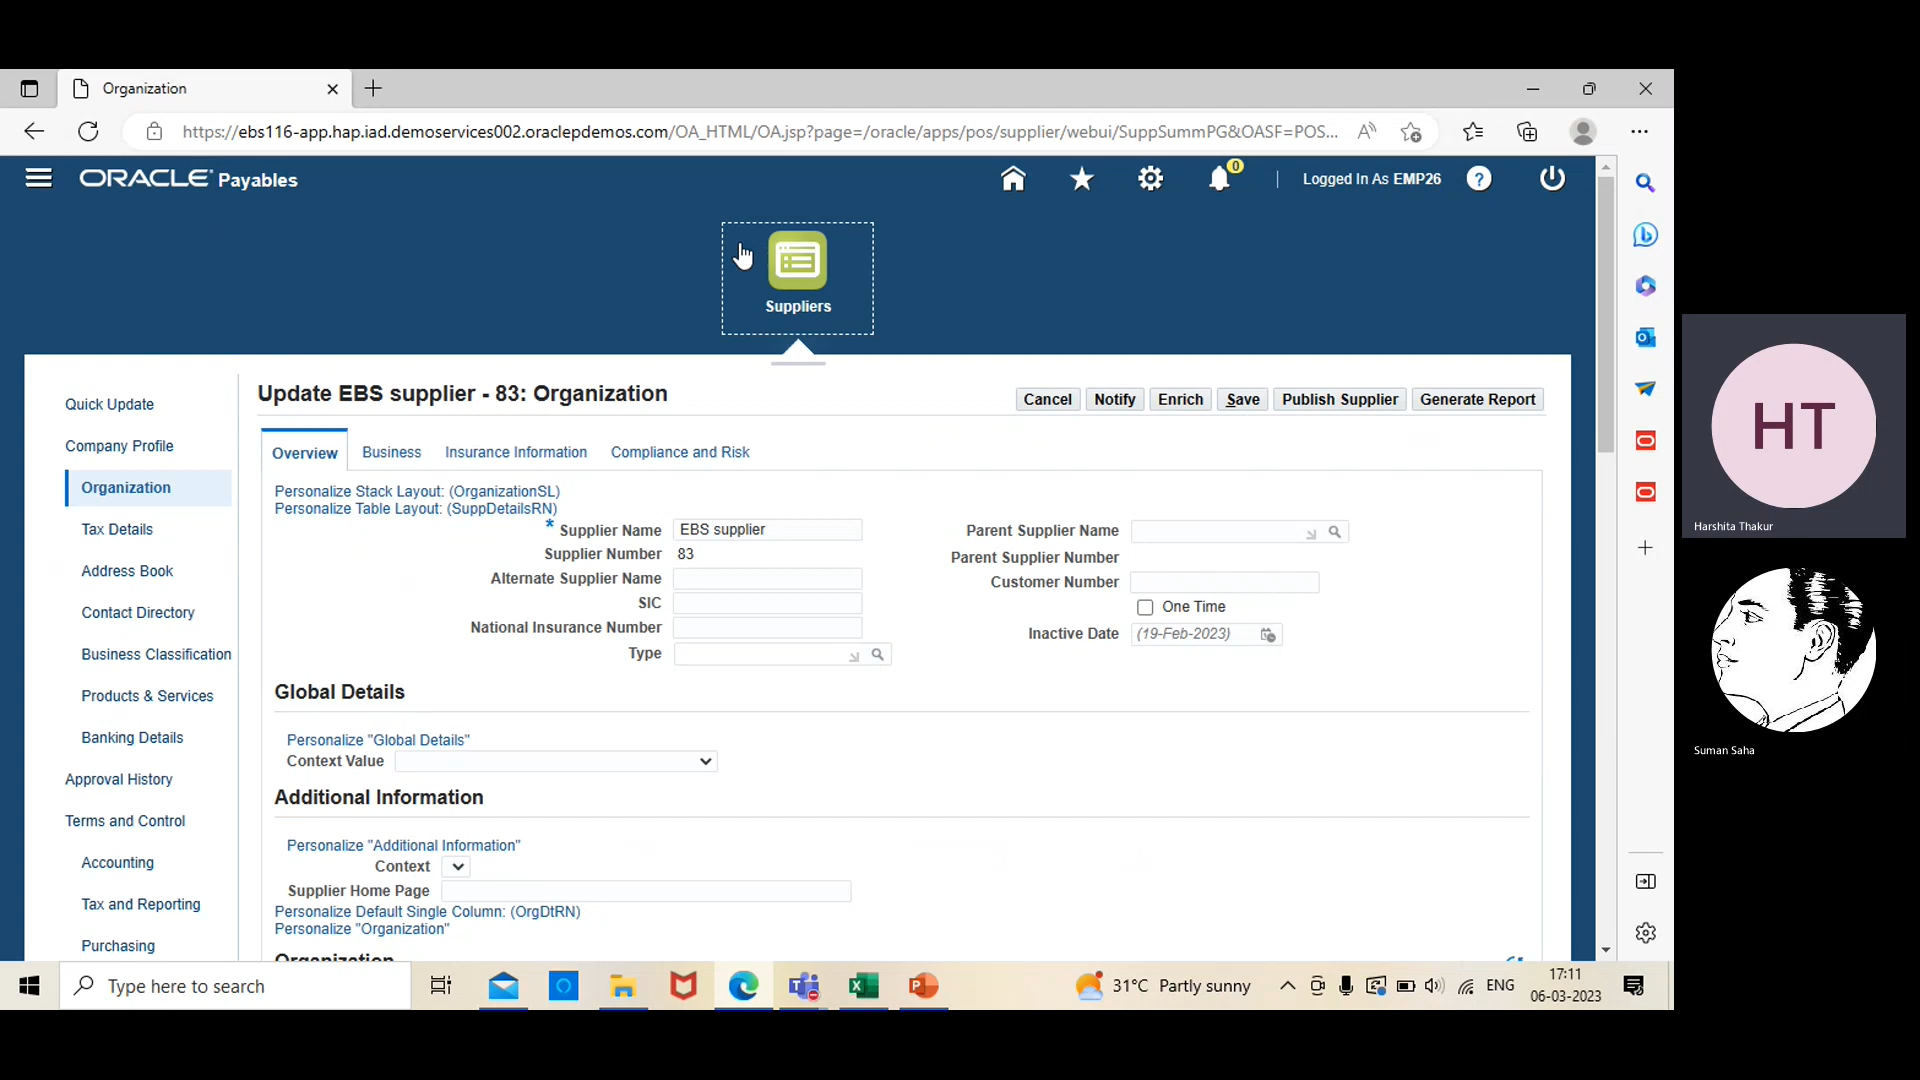 Organization
https://ebs116-app.hap.iad.demoservices002.oraclepdemos.com/OA_HTML/OA.jsp?page=/oracle/apps/pos/supplier/webui/SuppSummPG&OASF=POS...
ORACLE Payables
0
Logged In As EMP26
?
Suppliers
Update EBS supplier - 83: Organization
Cancel
Notify
Enrich
Save
Publish Supplier
Generate Report
Quick Update
Company Profile
Organization
Tax Details
Address Book
Contact Directory
Business Classification
Products & Services
Banking Details
Approval History
Terms and Control
Accounting
Tax and Reporting
Purchasing
Overview
Business
Insurance Information
Compliance and Risk
Personalize Stack Layout: (OrganizationSL)
Personalize Table Layout: (SuppDetailsRN)
* Supplier Name EBS supplier
Supplier Number 83
Alternate Supplier Name
SIC
National Insurance Number
Type
Parent Supplier Name
Parent Supplier Number
Customer Number
One Time
Inactive Date (19-Feb-2023)
Global Details
Personalize "Global Details"
Context Value
Additional Information
Personalize "Additional Information"
Context
Supplier Home Page
Personalize Default Single Column: (OrgDtRN)
Personalize "Organization"
Organization
HT
Harshita Thakur
Suman Saha
Type here to search
31°C Partly sunny
ENG
17:11
06-03-2023